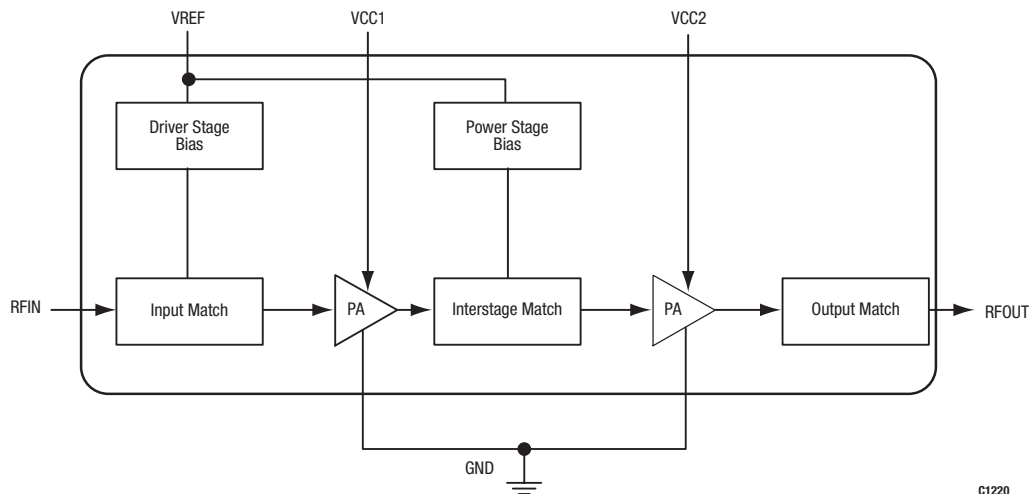 VREF
VCC1
VCC2
Driver Stage
Bias
Power Stage
Bias
RFIN
Input Match
PA
Interstage Match
PA
Output Match
RFOUT
GND
C1220